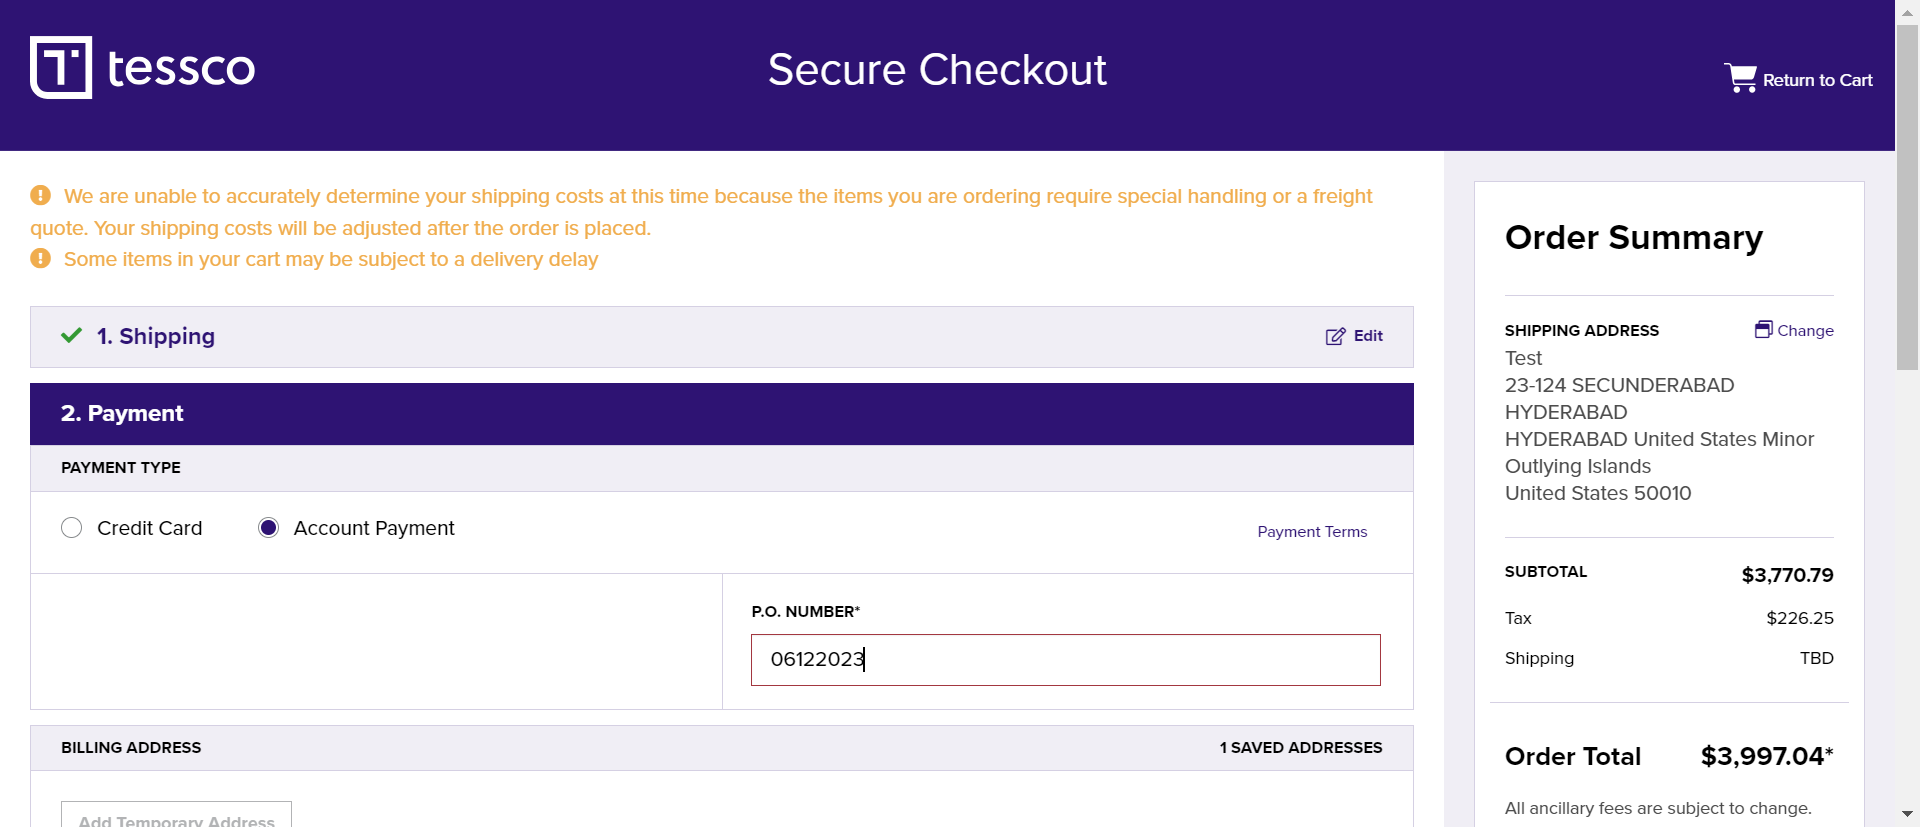 tessco
Secure Checkout
Return to Cart
We are unable to accurately determine your shipping costs at this time because the items you are ordering require special handling or a freight
quote. Your shipping costs will be adjusted after the order is placed.
Some items in your cart may be subject to a delivery delay
1. Shipping
Edit
2. Payment
PAYMENT TYPE
Credit Card
Account Payment
Payment Terms
P.O. NUMBER*
06122023
BILLING ADDRESS
1 SAVED ADDRESSES
Add Temporary Address
Order Summary
SHIPPING ADDRESS
Change
Test
23-124 SECUNDERABAD
HYDERABAD
HYDERABAD United States Minor
Outlying Islands
United States 50010
SUBTOTAL
$3,770.79
Tax
$226.25
Shipping
TBD
Order Total
$3,997.04*
All ancillary fees are subject to change.